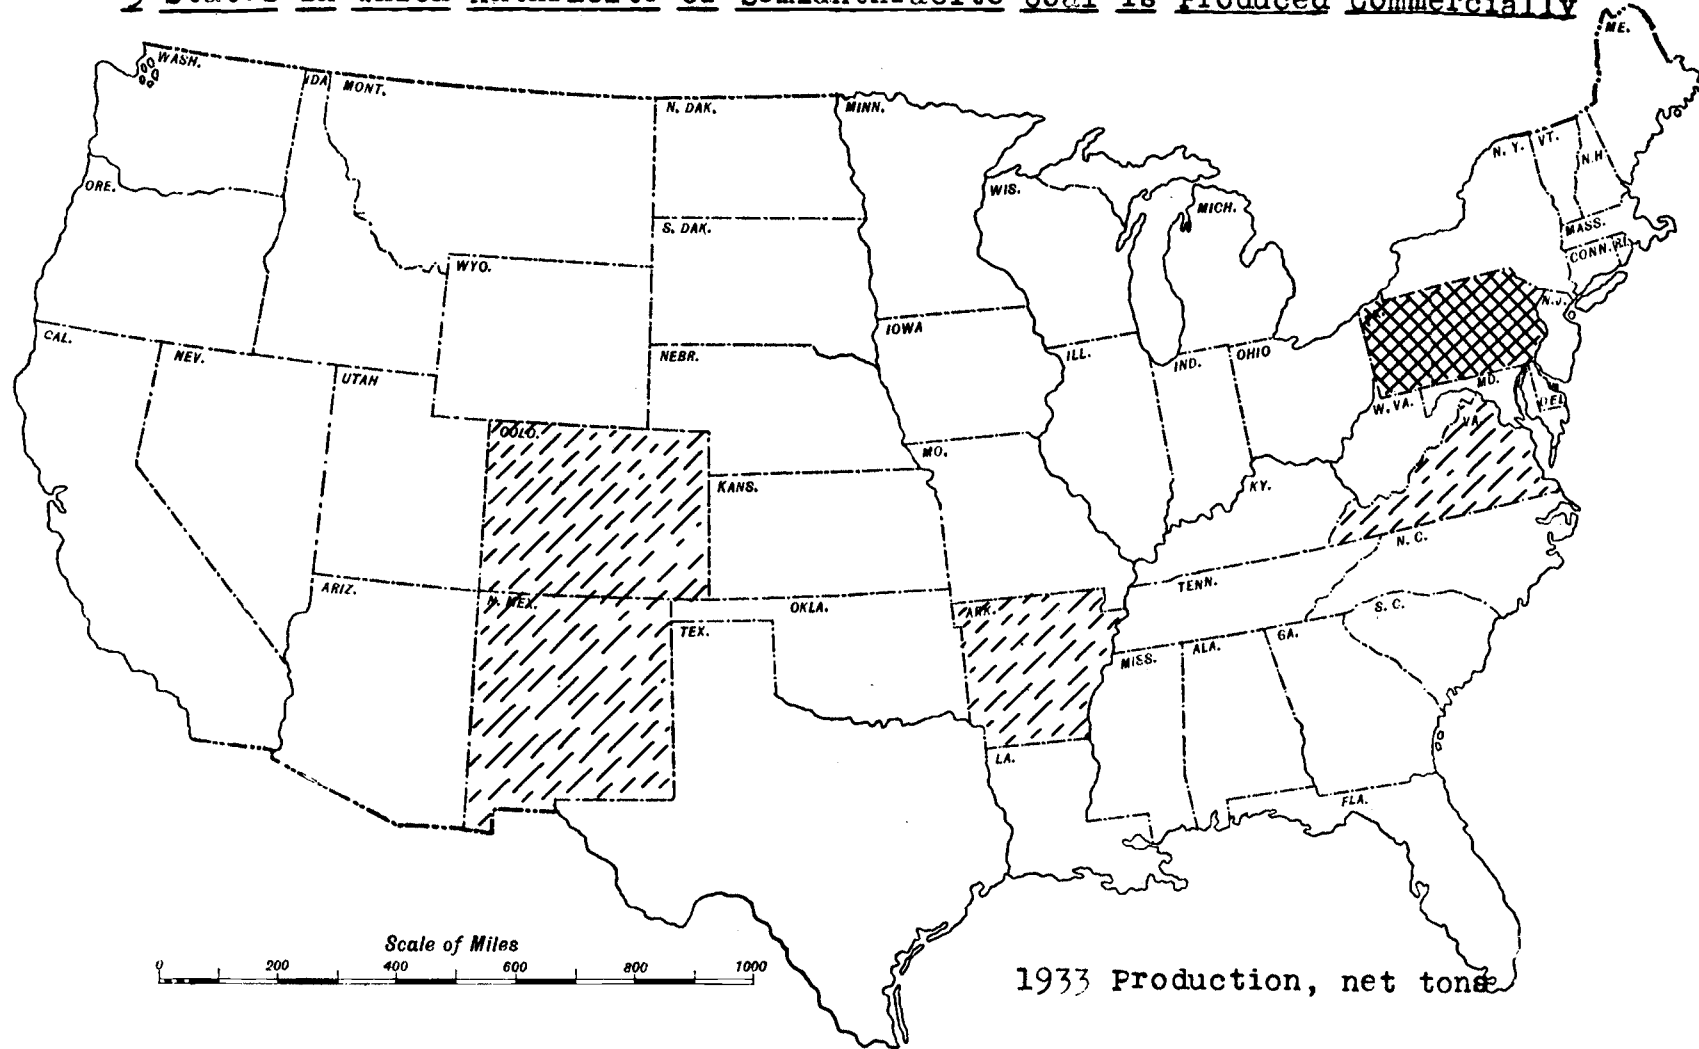 5 States in which Anthracite or Semianthracite Coal is Produced Commercially
ME.
WASH.
IDA
MONT.
N. DAK.
MINN.
N. Y.
VT.
N.H.
ORE.
WIS.
MICH.
S. DAK.
MASS.
CONN.
R.I.
WYO.
N.J.
PA.
CAL.
NEV.
UTAH
NEBR.
IOWA
ILL.
IND.
OHIO
MD.
DEL
W. VA.
VA.
COLO.
KANS.
MO.
KY.
N. C.
ARIZ.
N. MEX.
OKLA.
TEX.
ARK.
TENN.
S. C.
MISS.
ALA.
GA.
LA.
FLA.
Scale of Miles
0 200 400 600 800 1000
1933 Production, net tons